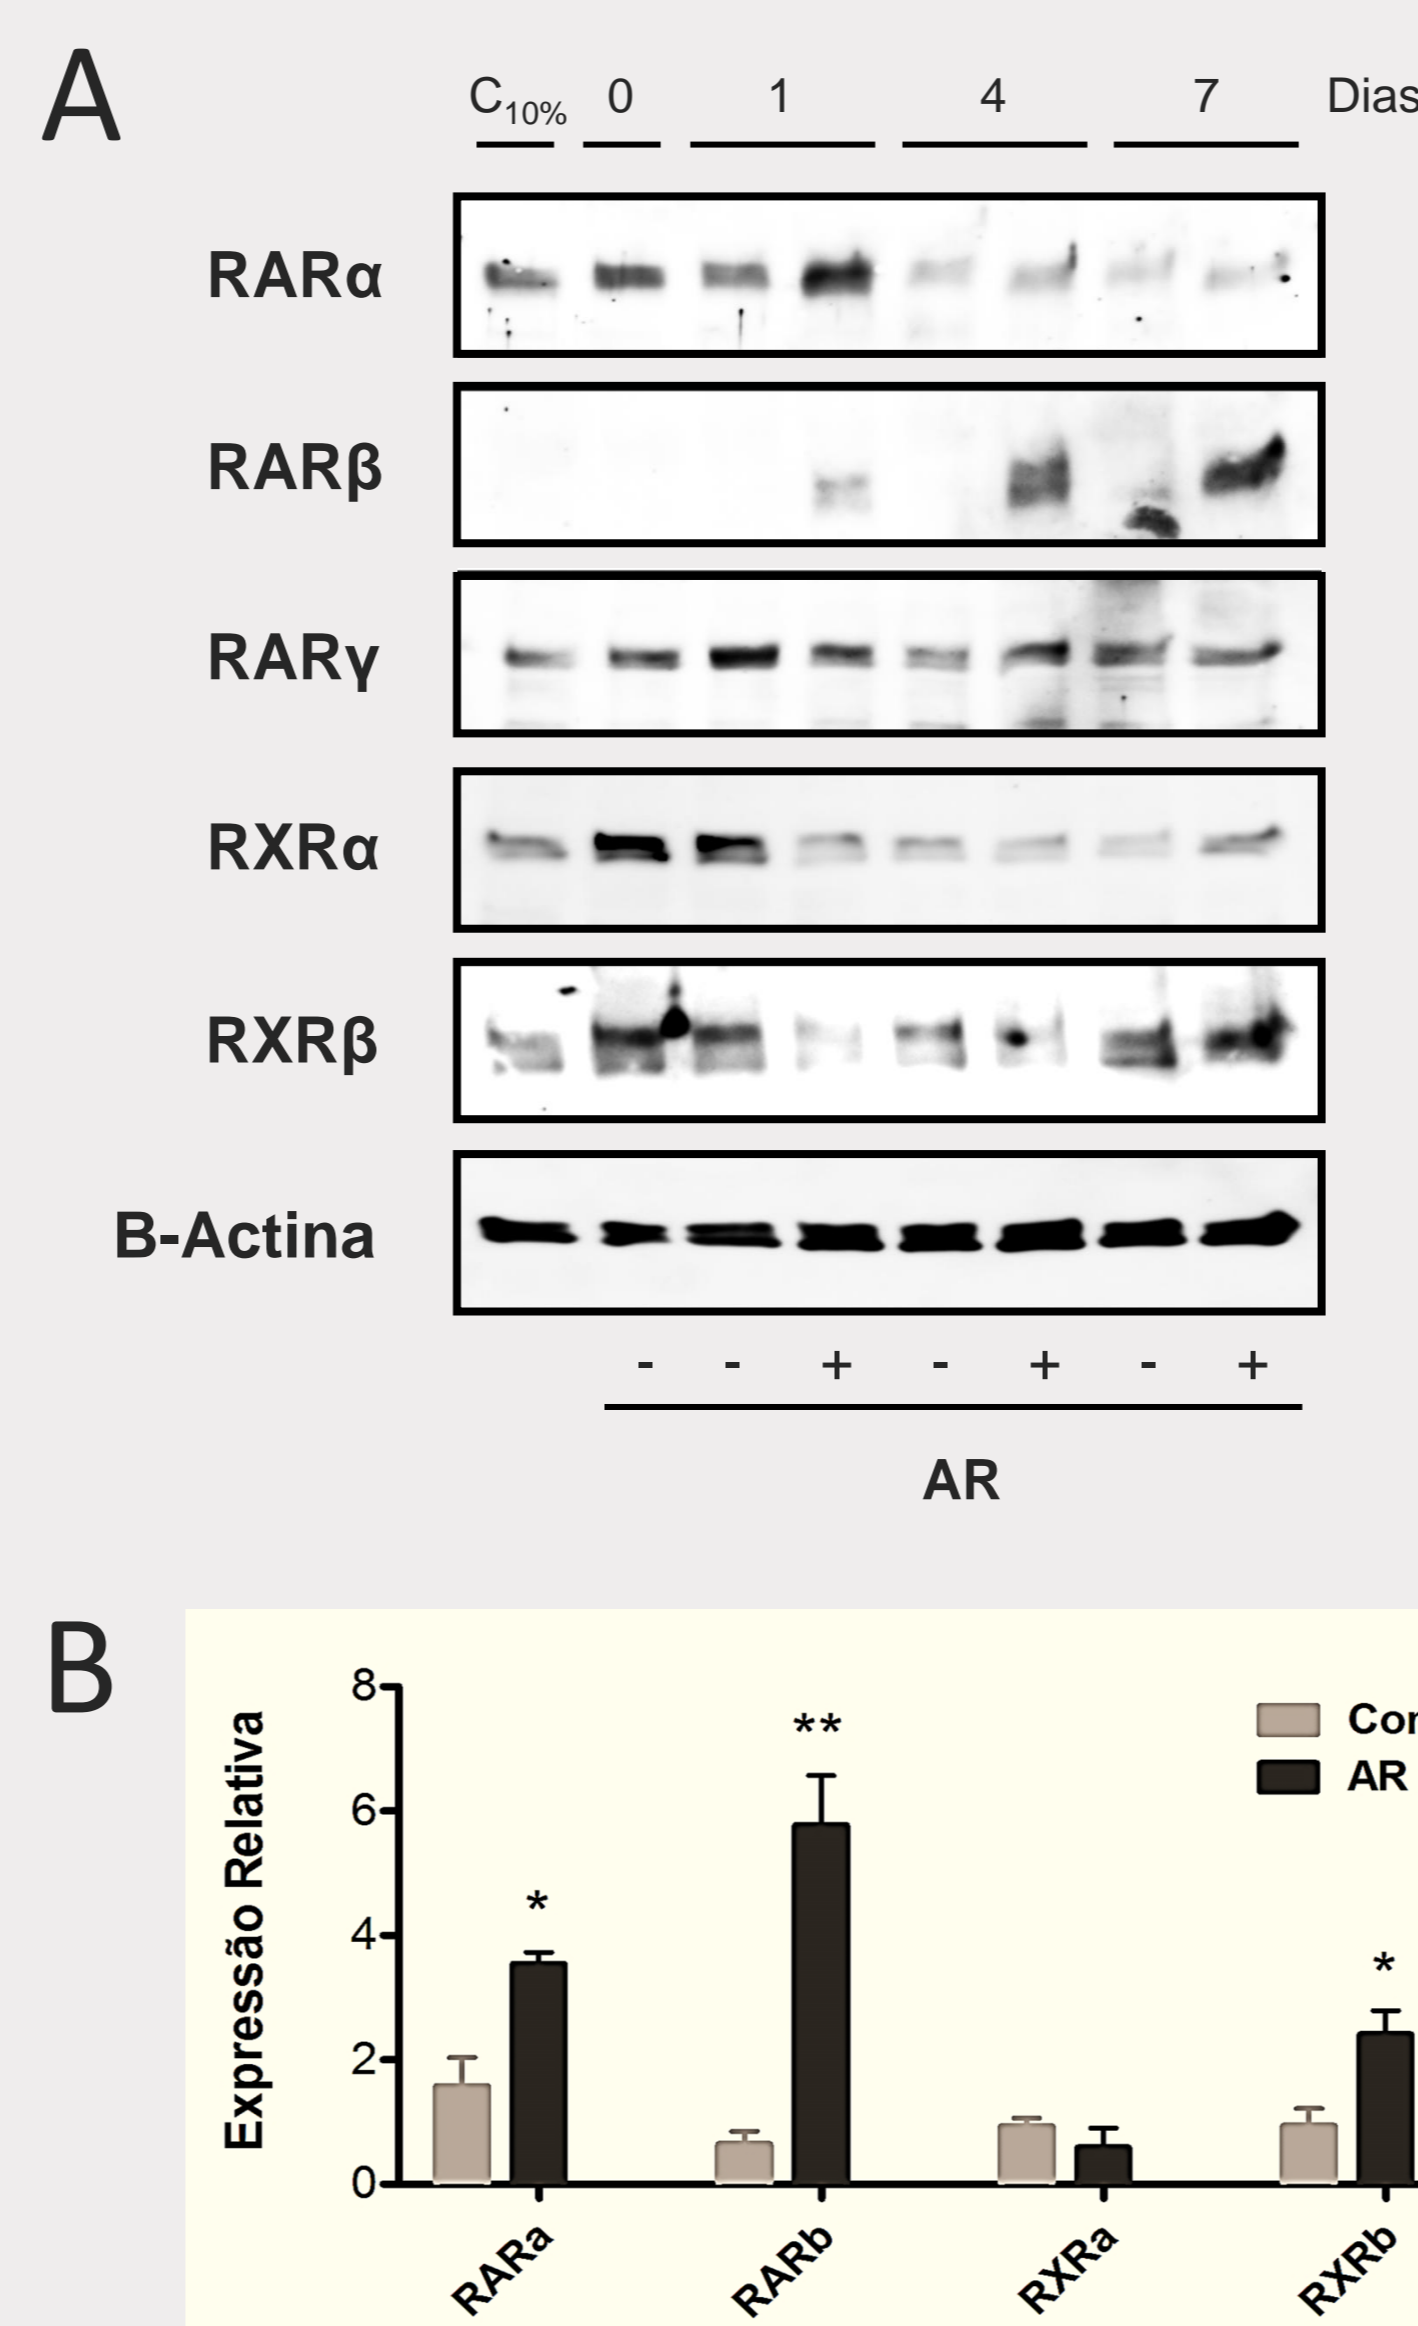 A
C10% 0 1 4 7 Dias
RARα
RARβ
RARγ
RXRα
RXRβ
B-Actina
- - + - + - +
AR
B
Expressão Relativa
8
6
4
2
0
*
**
*
AR
RARa
RARb
RXRa
RXRb